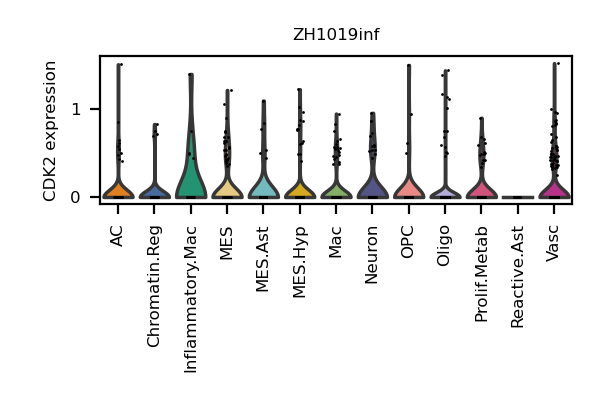 ZH1019inf
CDK2 expression
1
0
AC
Chromatin.Reg
Inflammatory.Mac
MES
MES.Ast
MES.Hyp
Mac
Neuron
OPC
Oligo
Prolif.Metab
Reactive.Ast
Vasc